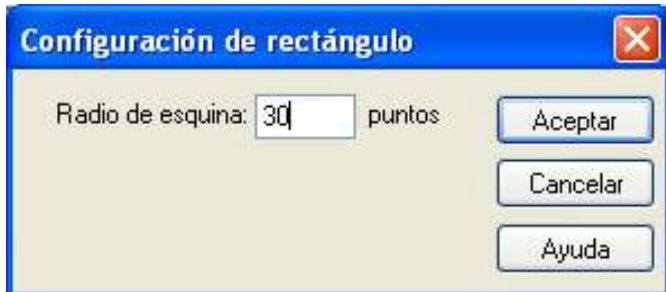 Configuración de rectángulo
Radio de esquina: 30 puntos
Aceptar
Cancelar
Ayuda